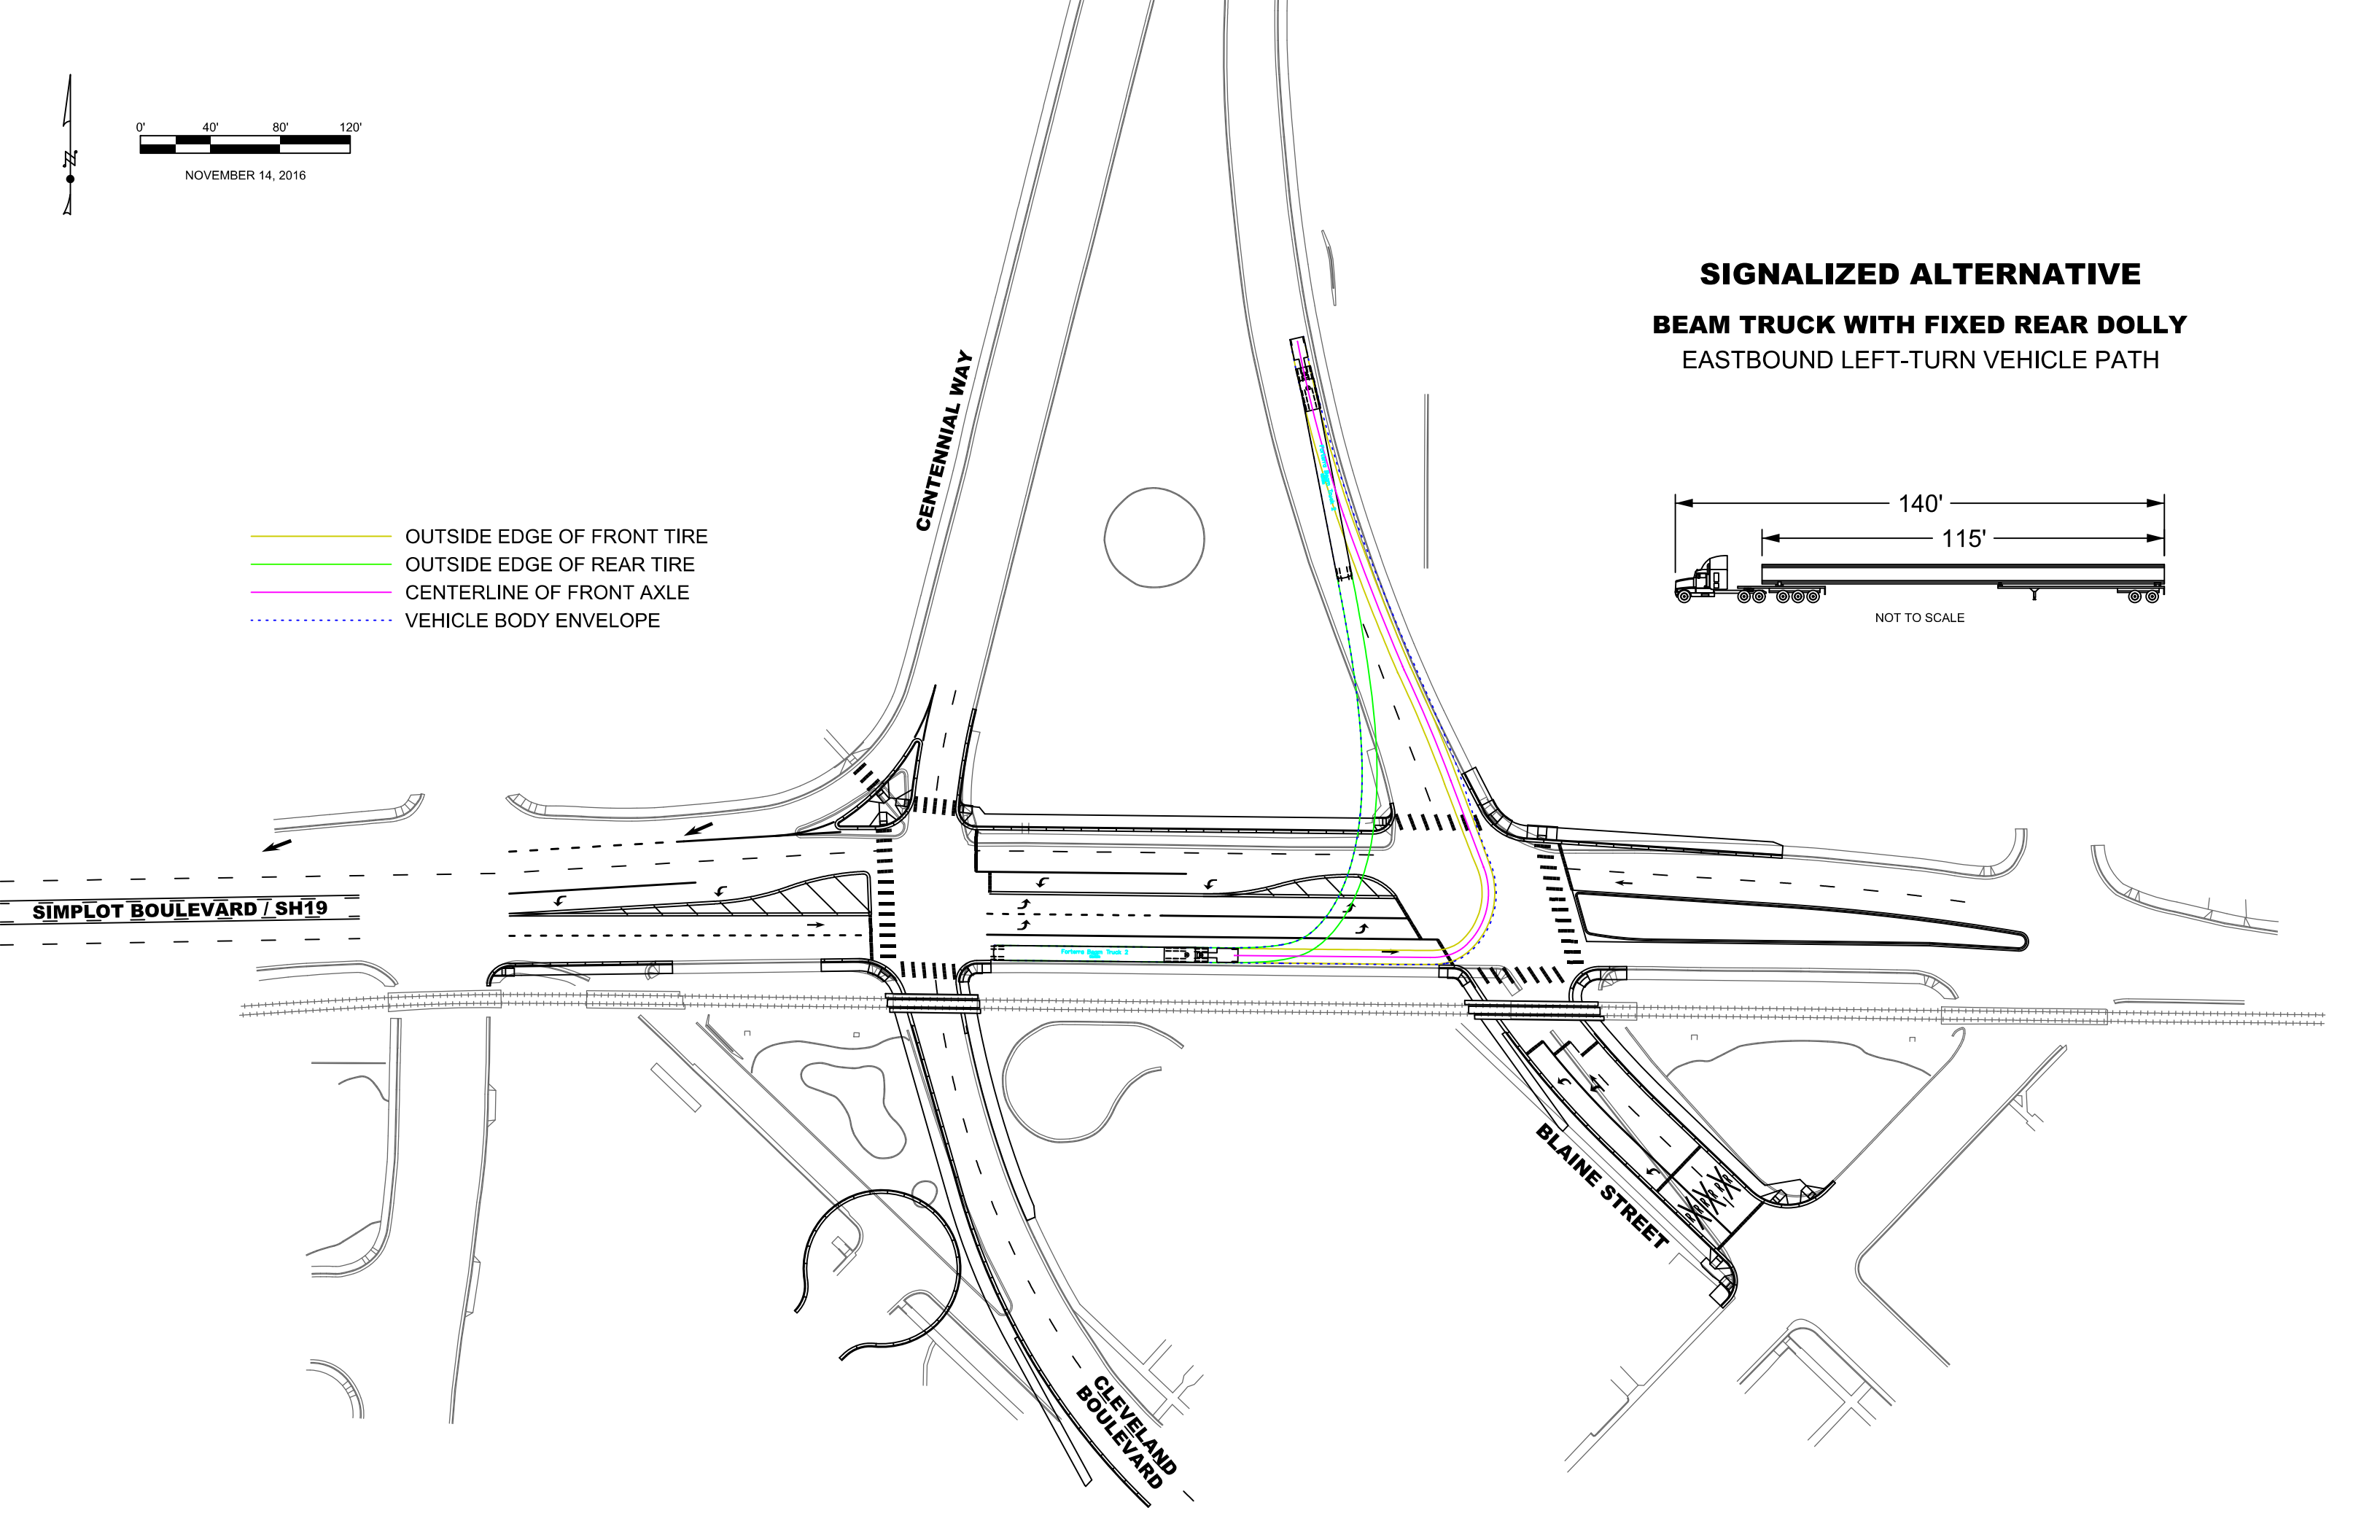 0' 40' 80' 120'
NOVEMBER 14, 2016
SIGNALIZED ALTERNATIVE
BEAM TRUCK WITH FIXED REAR DOLLY
EASTBOUND LEFT-TURN VEHICLE PATH
140'
115'
NOT TO SCALE
CENTENNIAL WAY
OUTSIDE EDGE OF FRONT TIRE
OUTSIDE EDGE OF REAR TIRE
CENTERLINE OF FRONT AXLE
VEHICLE BODY ENVELOPE
SIMPLOT BOULEVARD / SH19
BLAINE STREET
CLEVELAND
BOULEVARD